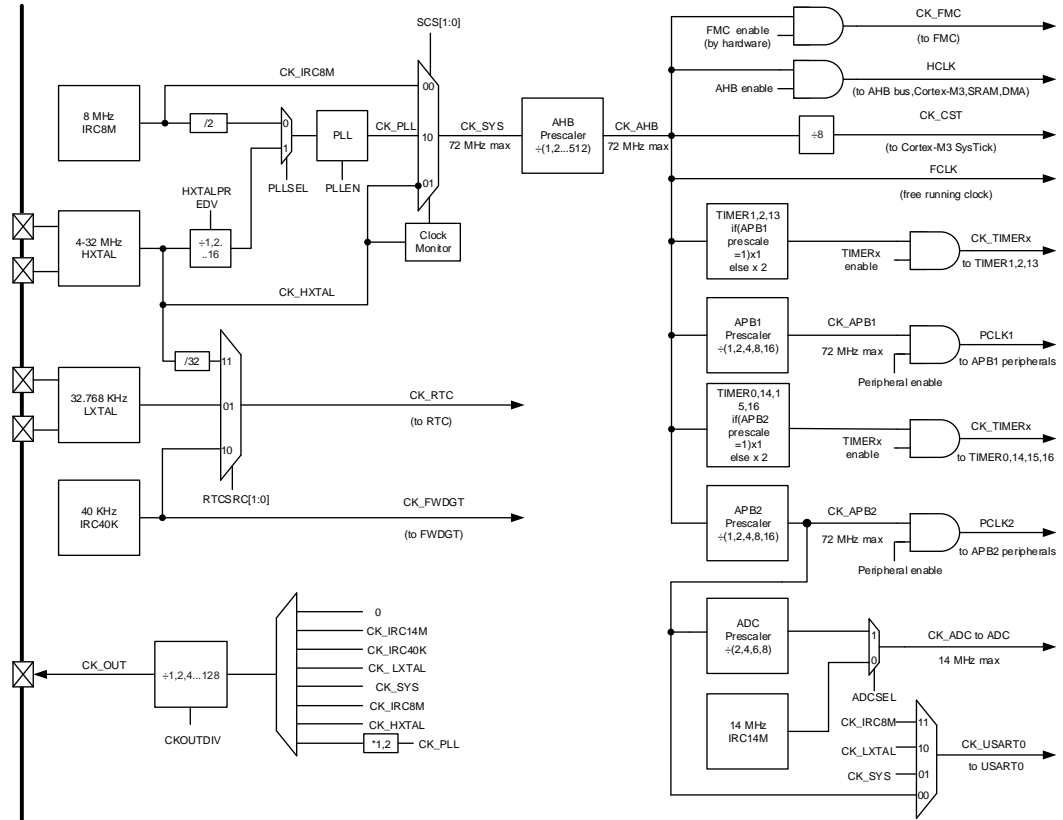 SCS[1:0]
CK_IRC8M
8 MHz
IRC8M
/2
0
1
PLLSEL
PLL
PLLEN
CK_PLL
00
10
01
CK_SYS
72 MHz max
AHB
Prescaler
÷(1,2...512)
CK_AHB
72 MHz max
HXTALPR
EDV
4-32 MHz
HXTAL
÷1,2.
..16
Clock
Monitor
CK_HXTAL
/32
11
01
10
32.768 KHz
LXTAL
CK_RTC
(to RTC)
RTCSRC[1:0]
40 KHz
IRC40K
CK_FWDGT
(to FWDGT)
CK_OUT
÷1,2,4...128
CKOUTDIV
0
CK_IRC14M
CK_IRC40K
CK_ LXTAL
CK_SYS
CK_IRC8M
CK_HXTAL
*1,2
CK_PLL
FMC enable
(by hardware)
CK_FMC
(to FMC)
AHB enable
HCLK
(to AHB bus,Cortex-M3,SRAM,DMA)
÷8
CK_CST
(to Cortex-M3 SysTick)
FCLK
(free running clock)
TIMER1,2,13
if(APB1
prescale
=1)x1
else x 2
TIMERx
enable
CK_TIMERx
to TIMER1,2,13
APB1
Prescaler
÷(1,2,4,8,16)
CK_APB1
72 MHz max
Peripheral enable
PCLK1
to APB1 peripherals
TIMER0,14,1
5,16
if(APB2
prescale
=1)x1
else x 2
TIMERx
enable
CK_TIMERx
to TIMER0,14,15,16
APB2
Prescaler
÷(1,2,4,8,16)
CK_APB2
72 MHz max
Peripheral enable
PCLK2
to APB2 peripherals
ADC
Prescaler
÷(2,4,6,8)
1
0
ADCSEL
CK_ADC to ADC
14 MHz max
14 MHz
IRC14M
CK_IRC8M
11
CK_LXTAL
10
CK_SYS
01
00
CK_USART0
to USART0